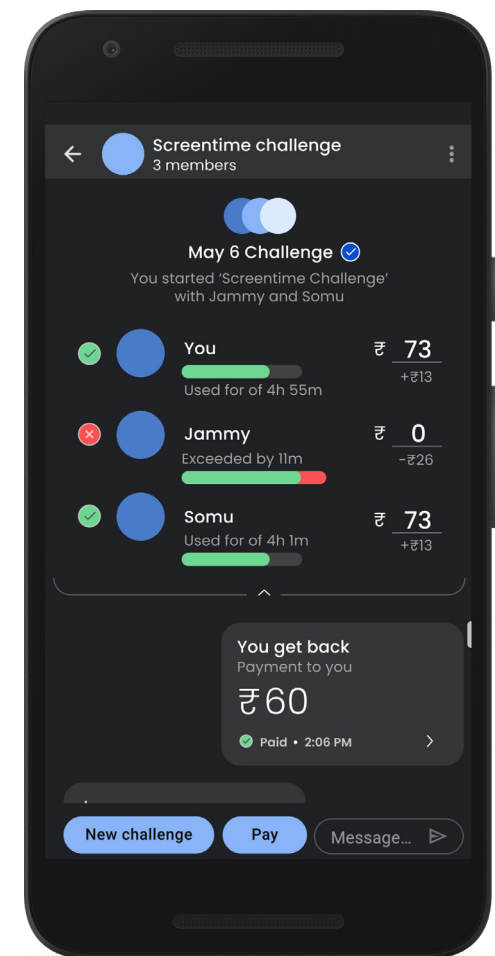 Screentime challenge
3 members
May 6 Challenge
You started ‘Screentime Challenge’
with Jammy and Somu
You ₹ 73
+₹13
Used for of 4h 55m
Jammy ₹ 0
Exceeded by 11m -₹26
Somu ₹ 73
Used for of 4h 1m +₹13
You get back
Payment to you
₹60
Paid • 2:06 PM
New challenge Pay Message...